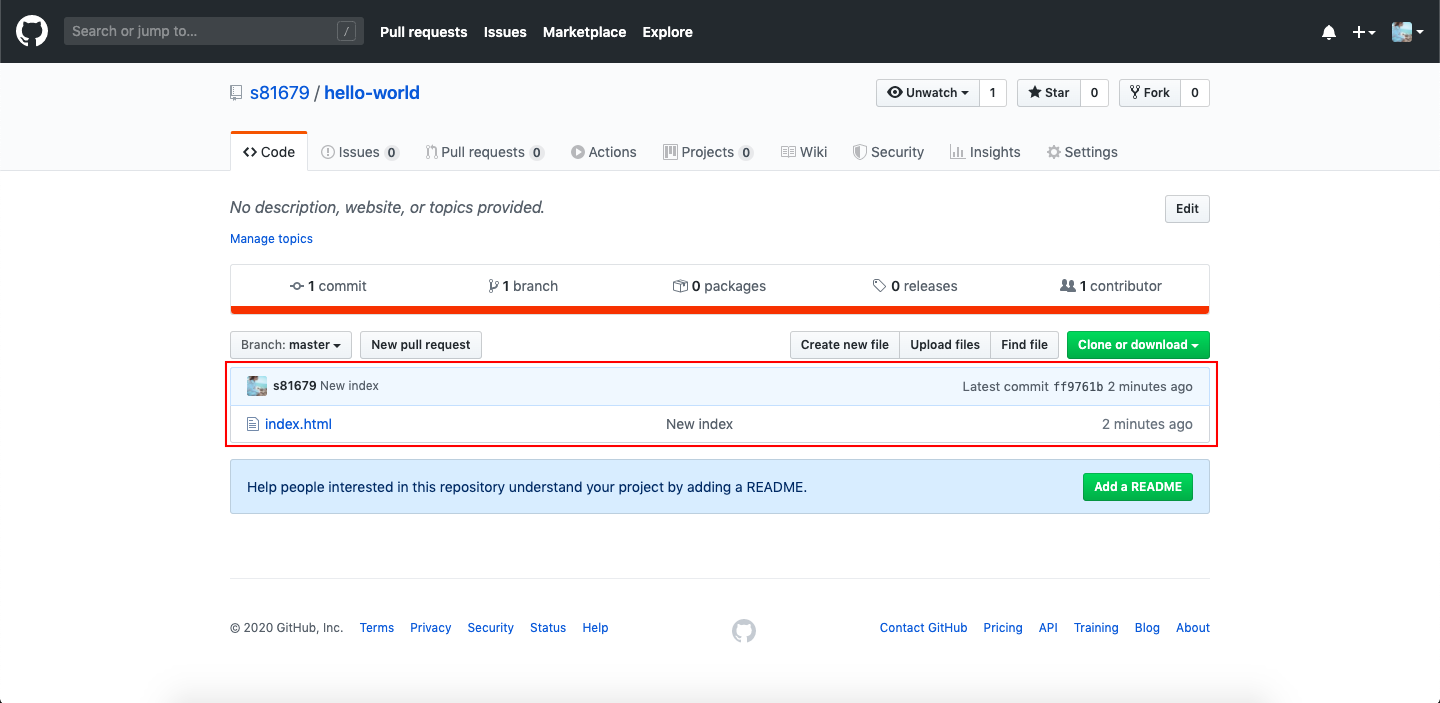 Search or jump to... / Pull requests Issues Marketplace Explore
s81679 / hello-world Unwatch 1 Star 0 Fork 0
Code Issues 0 Pull requests 0 Actions Projects 0 Wiki Security Insights Settings
No description, website, or topics provided. Edit
Manage topics
1 commit 1 branch 0 packages 0 releases 1 contributor
Branch: master New pull request Create new file Upload files Find file Clone or download
s81679 New index Latest commit ff9761b 2 minutes ago
index.html New index 2 minutes ago
Help people interested in this repository understand your project by adding a README. Add a README
© 2020 GitHub, Inc. Terms Privacy Security Status Help Contact GitHub Pricing API Training Blog About